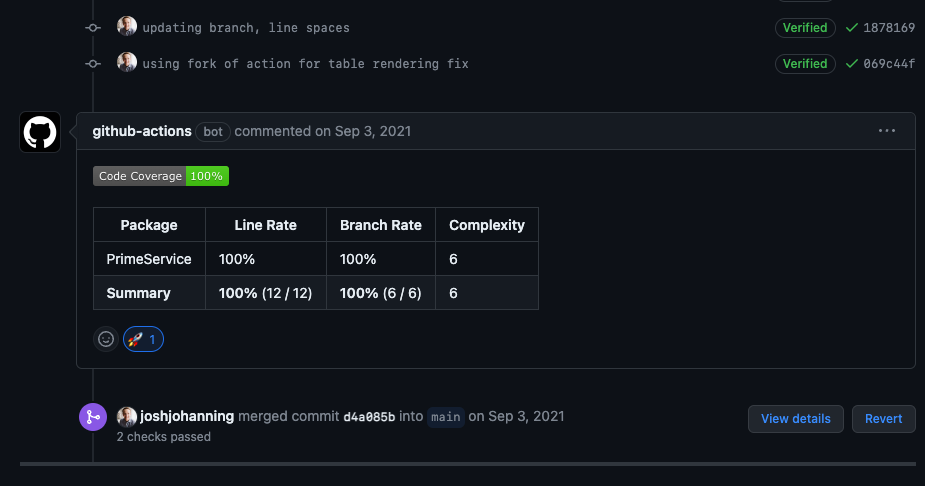 updating branch, line spaces Verified 1878169
using fork of action for table rendering fix Verified 069c44f
github-actions bot commented on Sep 3, 2021
Code Coverage 100%
Package Line Rate Branch Rate Complexity
PrimeService 100% 100% 6
Summary 100% (12 / 12) 100% (6 / 6) 6
1
joshjohanning merged commit d4a085b into main on Sep 3, 2021 View details Revert
2 checks passed